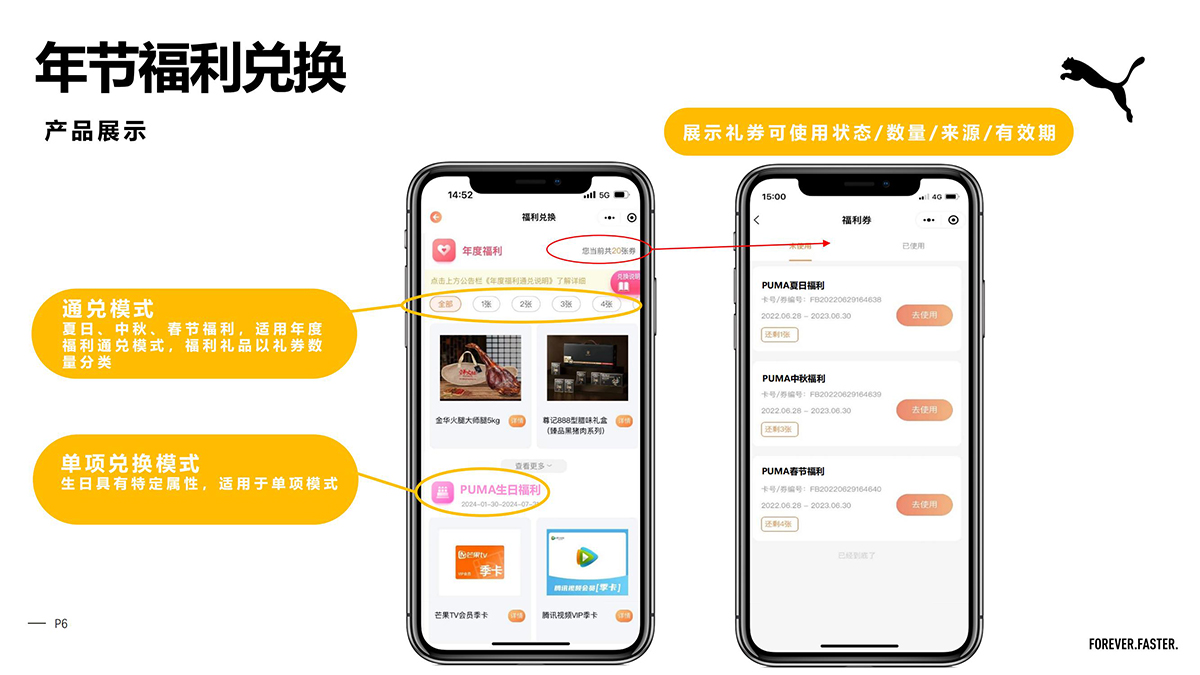 年节福利兑换
产品展示
展示礼券可使用状态/数量/来源/有效期
通兑模式
夏日、中秋、春节福利，适用年度
福利通兑模式，福利礼品以礼券数
量分类
单项兑换模式
生日具有特定属性，适用于单项模式
14:52
5G
福利兑换
年度福利
您当前共20张券
点击上方公告栏《年度福利通兑说明》了解详细
兑换说明
全部
1张
2张
3张
4张
金华火腿大师腿5kg
详情
尊记888型腊味礼盒
（臻品黑猪肉系列）
详情
查看更多
PUMA生日福利
2024-01-30-2024-07-
芒果tv
季卡
腾讯视频会员[季卡]
芒果TV会员季卡
详情
腾讯视频VIP季卡
详情
15:00
4G
福利券
未使用
已使用
PUMA夏日福利
卡号/券编号：FB20220629164638
2022.06.28 - 2023.06.30
还剩1张
去使用
PUMA中秋福利
卡号/券编号：FB20220629164639
2022.06.28 - 2023.06.30
还剩3张
去使用
PUMA春节福利
卡号/券编号：FB20220629164640
2022.06.28 - 2023.06.30
还剩4张
去使用
已经到底了
P6
FOREVER.FASTER.